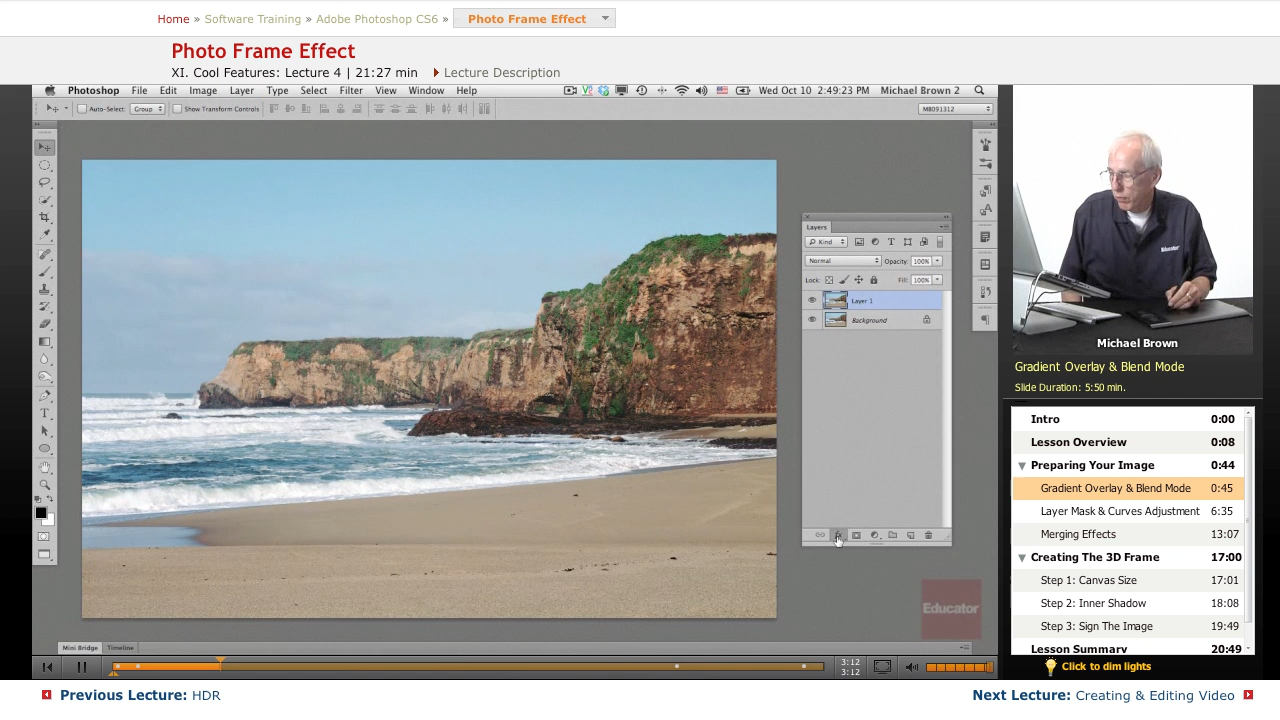 Home » Software Training » Adobe Photoshop CS6 » Photo Frame Effect
Photo Frame Effect
XI. Cool Features: Lecture 4 | 21:27 min Lecture Description
Photoshop File Edit Image Layer Type Select Filter View Window Help Wed Oct 10 2:49:23 PM Michael Brown 2
Auto-Select: Group Show Transform Controls MB091312
Layers
Kind
Normal Opacity: 100%
Lock: Fill: 100%
Layer 1
Background
Educator
Mini Bridge Timeline
3:12
3:12
Educator
Michael Brown
Gradient Overlay & Blend Mode
Slide Duration: 5:50 min.
Intro 0:00
Lesson Overview 0:08
Preparing Your Image 0:44
Gradient Overlay & Blend Mode 0:45
Layer Mask & Curves Adjustment 6:35
Merging Effects 13:07
Creating The 3D Frame 17:00
Step 1: Canvas Size 17:01
Step 2: Inner Shadow 18:08
Step 3: Sign The Image 19:49
Lesson Summary 20:49
Click to dim lights
Previous Lecture: HDR
Next Lecture: Creating & Editing Video